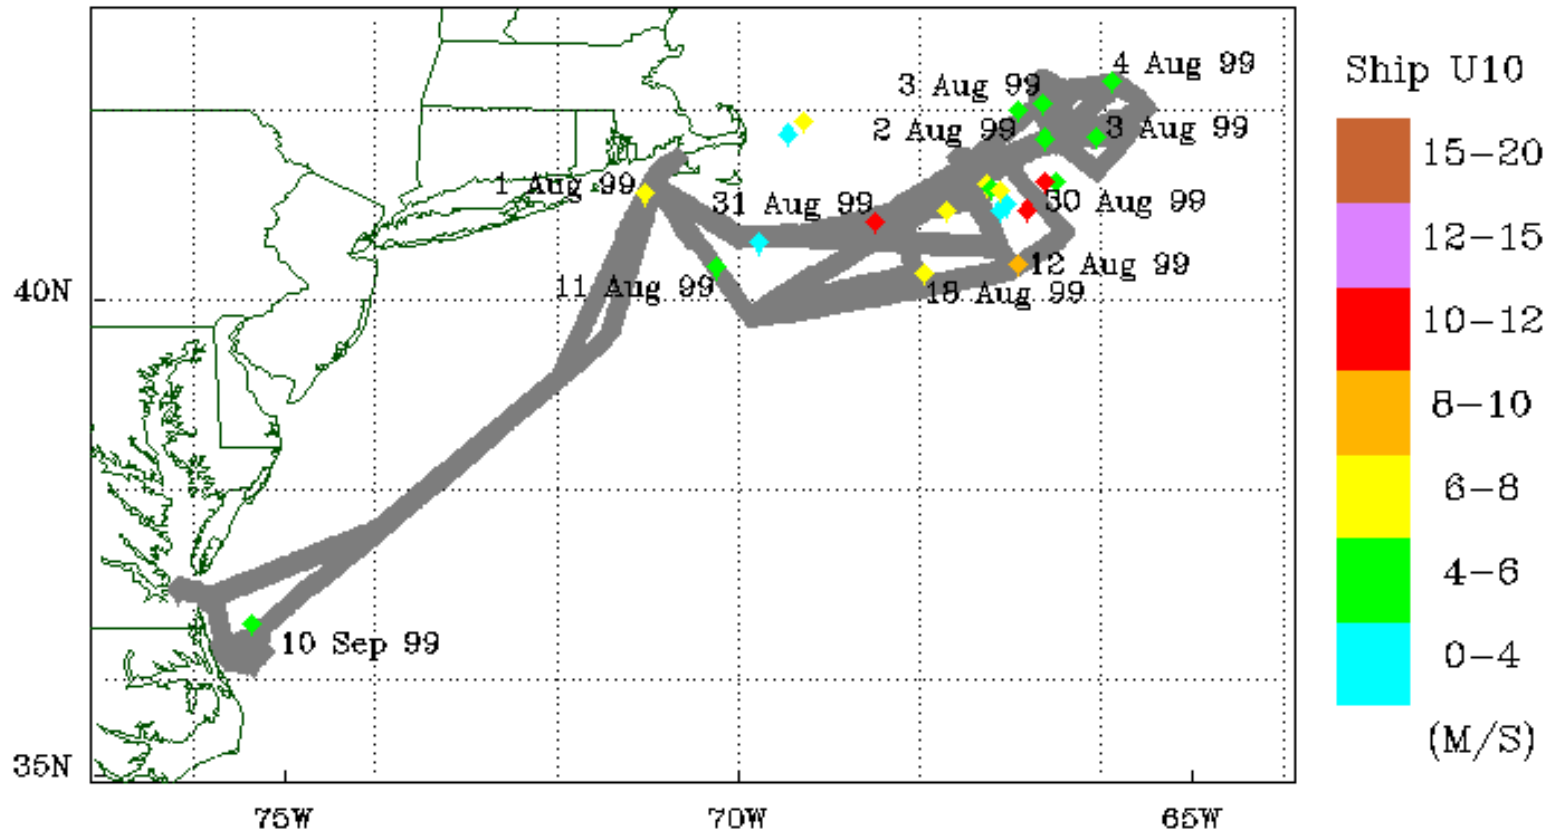 4 Aug 99
Ship U10
3 Aug 99
2 Aug 99
3 Aug 99
15-20
1 Aug 99
31 Aug 99
30 Aug 99
12-15
12 Aug 99
11 Aug 99
18 Aug 99
40N
10-12
8-10
6-8
4-6
10 Sep 99
0-4
(M/S)
35N
75W
70W
65W